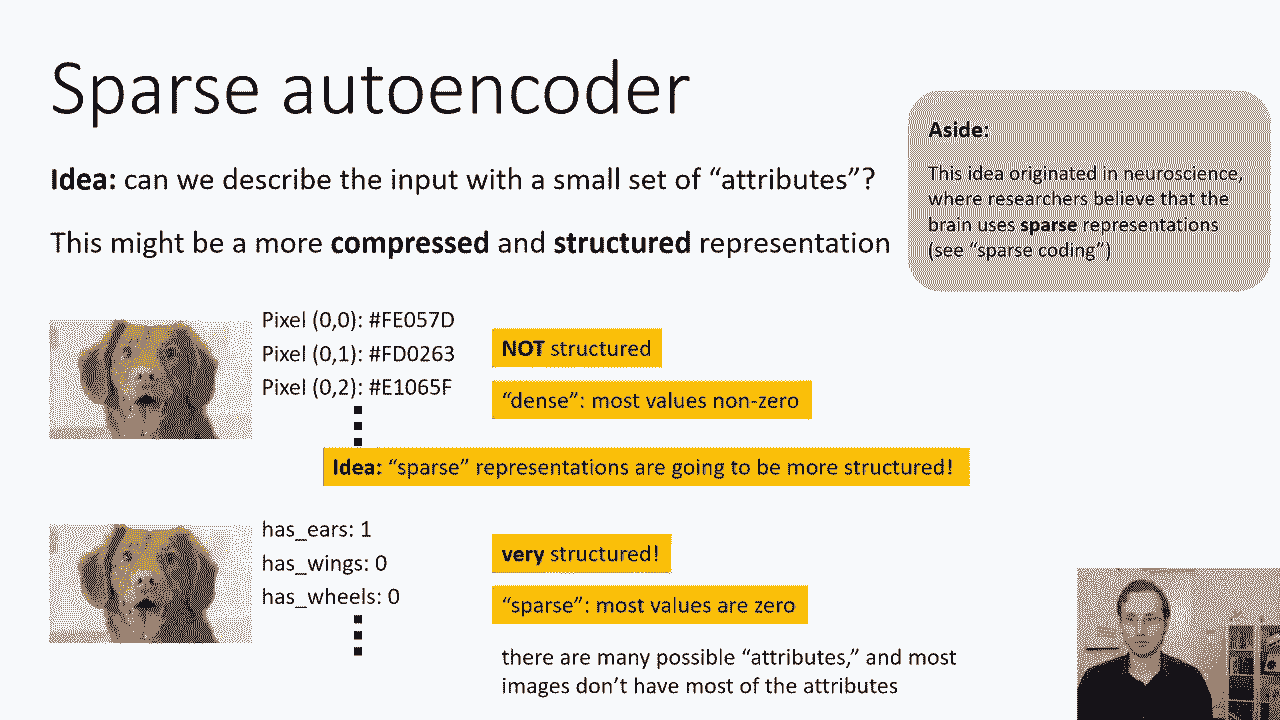 Sparse autoencoder
Idea: can we describe the input with a small set of “attributes”?
This might be a more compressed and structured representation
Aside:
This idea originated in neuroscience,
where researchers believe that the
brain uses sparse representations
(see “sparse coding”)
Pixel (0,0): #FE057D
Pixel (0,1): #FD0263
Pixel (0,2): #E1065F
NOT structured
“dense”: most values non-zero
Idea: “sparse” representations are going to be more structured!
has_ears: 1
has_wings: 0
has_wheels: 0
very structured!
“sparse”: most values are zero
there are many possible “attributes,” and most
images don’t have most of the attributes